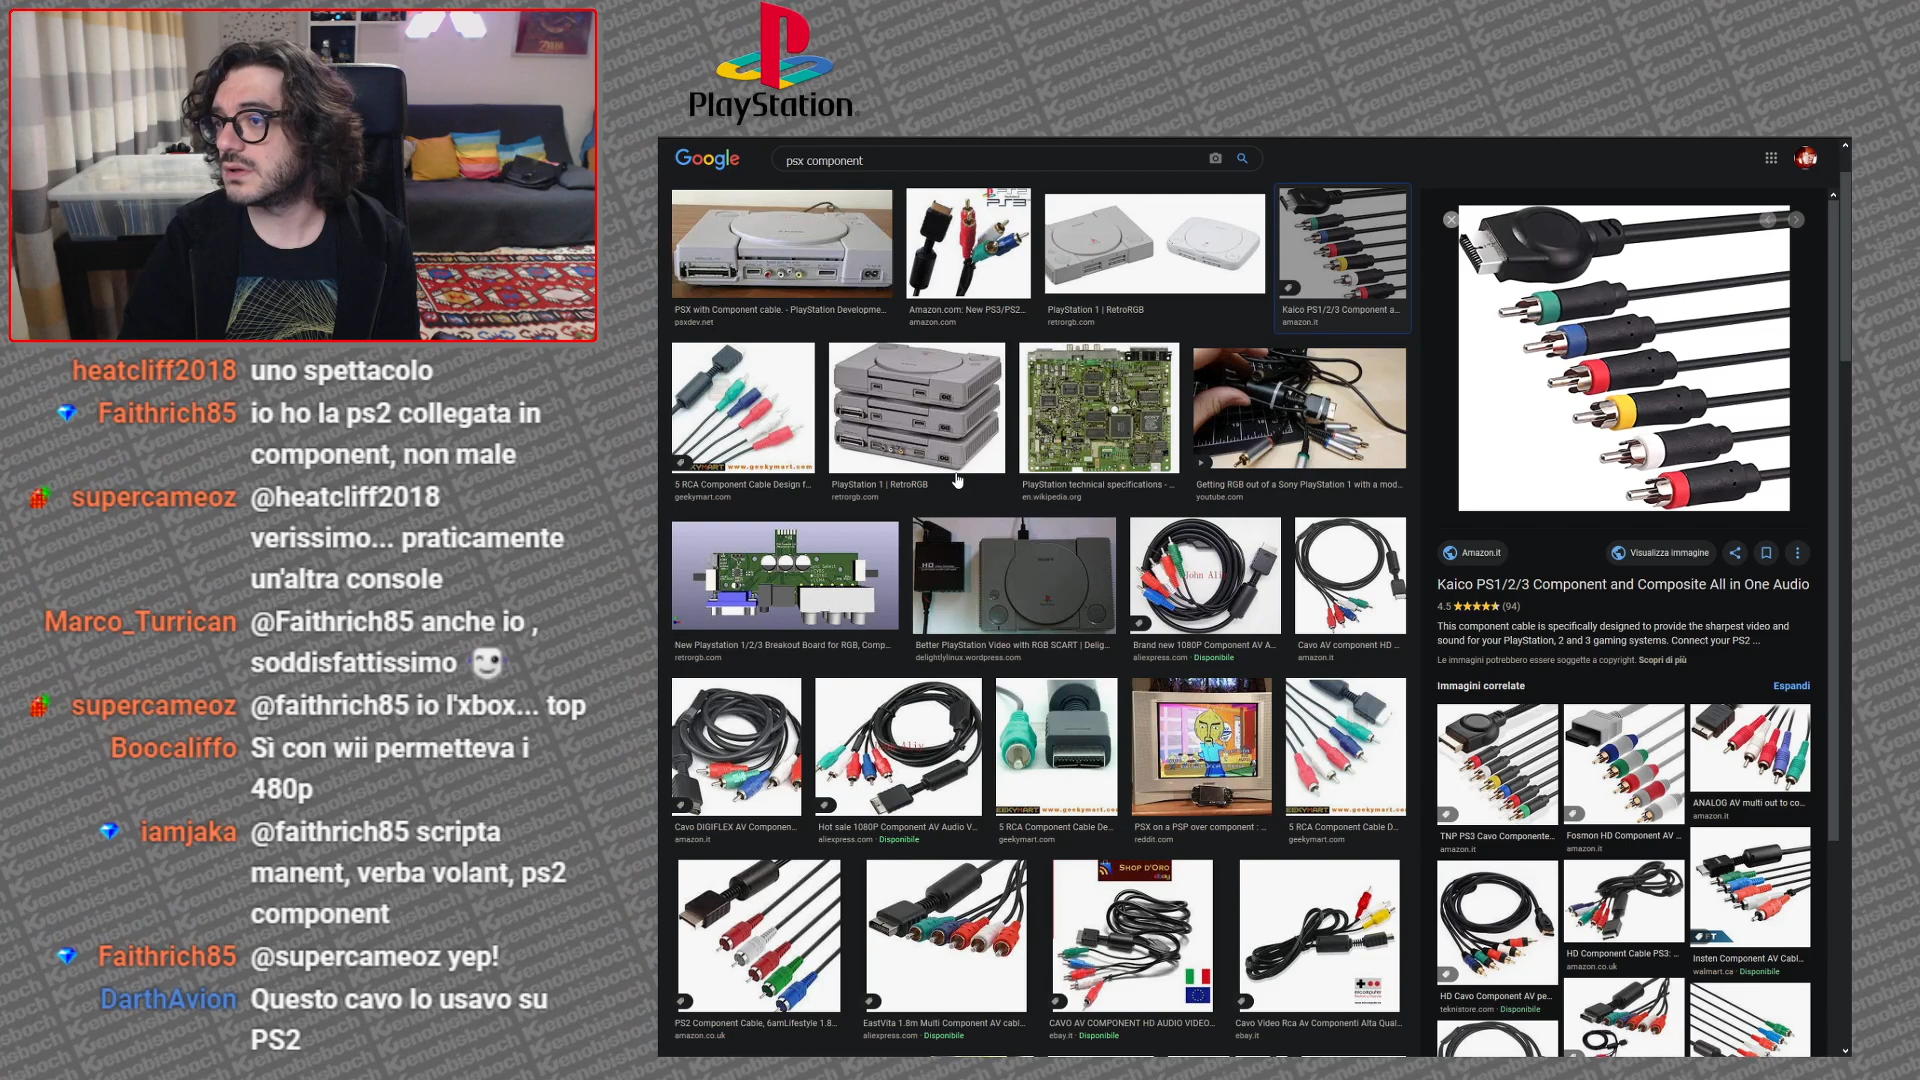 PlayStation
Google
psx component
heatcliff2018 uno spettacolo
Faithrich85 io ho la ps2 collegata in
component, non male
supercameoz @heatcliff2018
verissimo... praticamente
un'altra console
Marco_Turrican @Faithrich85 anche io ,
soddisfattissimo
supercameoz @faithrich85 io l'xbox... top
Boocaliffo Sì con wii permetteva i
480p
iamjaka @faithrich85 scripta
manent, verba volant, ps2
component
Faithrich85 @supercameoz yep!
DarthAvion Questo cavo lo usavo su
PS2
PSX with Component cable. - PlayStation Developme...
psxdev.net
Amazon.com: New PS3/PS2...
amazon.com
PlayStation 1 | RetroRGB
retrorgb.com
Kaico PS1/2/3 Component a...
amazon.it
5 RCA Component Cable Design f...
geekymart.com
PlayStation 1 | RetroRGB
retrorgb.com
PlayStation technical specifications - ...
en.wikipedia.org
Getting RGB out of a Sony PlayStation 1 with a mod...
youtube.com
New Playstation 1/2/3 Breakout Board for RGB, Comp...
retrorgb.com
Better PlayStation Video with RGB SCART | Delig...
delightlylinux.wordpress.com
Brand new 1080P Component AV A...
aliexpress.com · Disponibile
Cavo AV component HD ...
amazon.it
Cavo DIGIFLEX AV Componen...
amazon.it
Hot sale 1080P Component AV Audio V...
aliexpress.com · Disponibile
5 RCA Component Cable De...
geekymart.com
PSX on a PSP over component : ...
reddit.com
5 RCA Component Cable D...
geekymart.com
SHOP D'ORO
PS2 Component Cable, 6amLifestyle 1.8...
amazon.co.uk
EastVita 1.8m Multi Component AV cabl...
aliexpress.com · Disponibile
CAVO AV COMPONENT HD AUDIO VIDEO...
ebay.it · Disponibile
Cavo Video Rca Av Componenti Alta Qual...
ebay.it
Amazon.it
Visualizza immagine
Kaico PS1/2/3 Component and Composite All in One Audio
4.5 (94)
This component cable is specifically designed to provide the sharpest video and
sound for your PlayStation, 2 and 3 gaming systems. Connect your PS2 ...
Le immagini potrebbero essere soggette a copyright. Scopri di più
Immagini correlate
Espandi
TNP PS3 Cavo Componente...
amazon.it
Fosmon HD Component AV ...
amazon.it
ANALOG AV multi out to co...
amazon.it
HD Cavo Component AV pe...
teknistore.com · Disponibile
HD Component Cable PS3: ...
amazon.co.uk
Insten Component AV Cabl...
walmart.ca · Disponibile